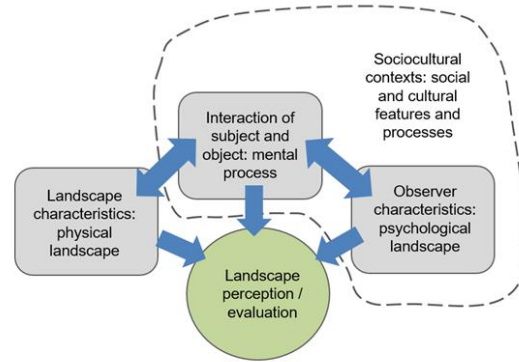 Sociocultural
contexts: social
and cultural
features and
processes
Interaction of
subject and
object: mental
process
Landscape
characteristics:
physical
landscape
Observer
characteristics:
psychological
landscape
Landscape
perception /
evaluation